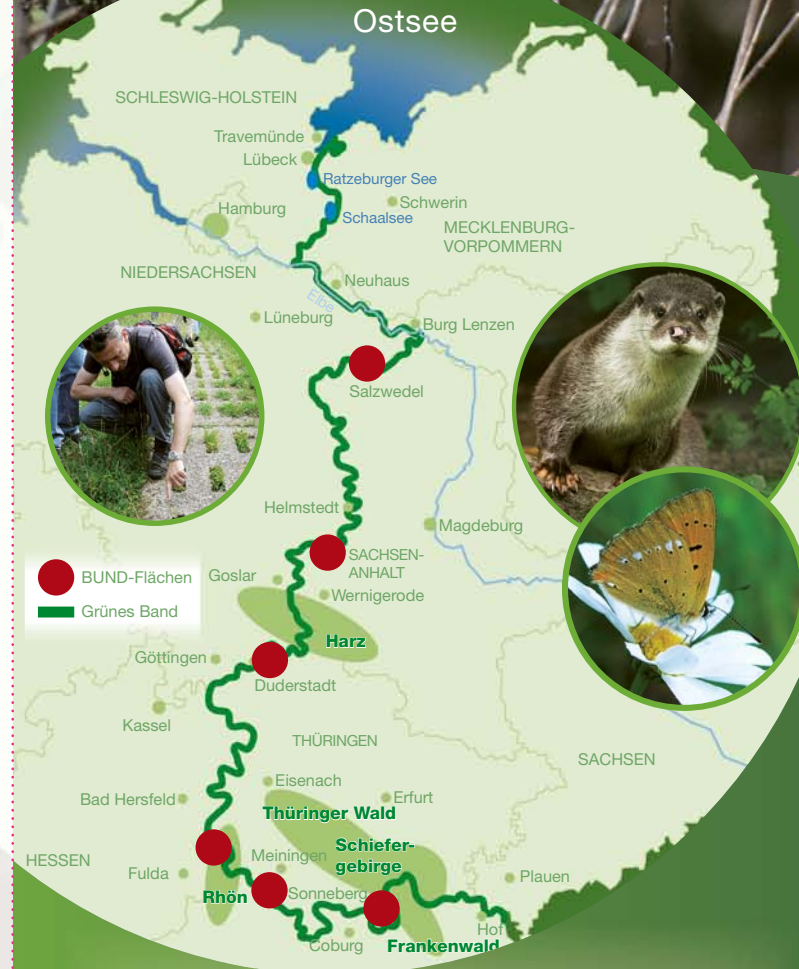 Ostsee
SCHLESWIG-HOLSTEIN
Travemünde
Lübeck
Ratzeburger See
Schwerin
Hamburg
Schaalsee
MECKLENBURG-
VORPOMMERN
NIEDERSACHSEN
Neuhaus
Elbe
Lüneburg
Burg Lenzen
Salzwedel
Helmstedt
Magdeburg
SACHSEN-
ANHALT
BUND-Flächen
Goslar
Wernigerode
Grünes Band
Harz
Göttingen
Duderstadt
Kassel
THÜRINGEN
SACHSEN
Eisenach
Bad Hersfeld
Erfurt
Thüringer Wald
Schiefer-
gebirge
HESSEN
Meiningen
Fulda
Plauen
Rhön
Sonneberg
Hof
Coburg
Frankenwald